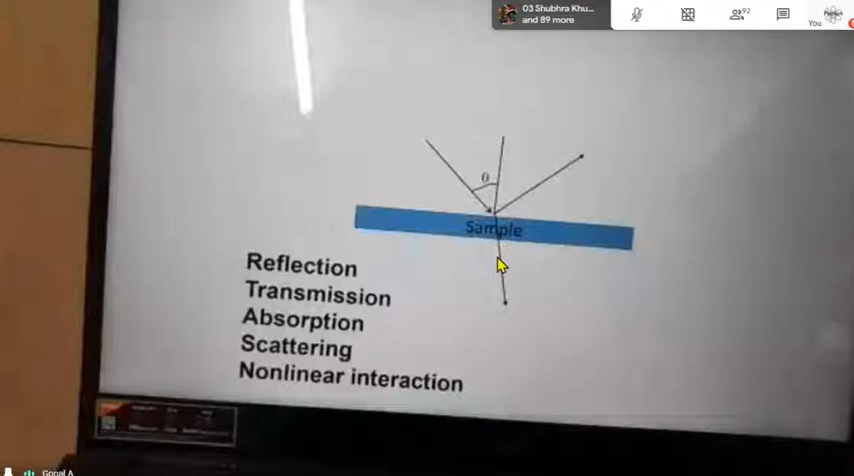 03 Shubhra Khu...
and 89 more
92
You
θ
Sample
Reflection
Transmission
Absorption
Scattering
Nonlinear interaction
Gopal A